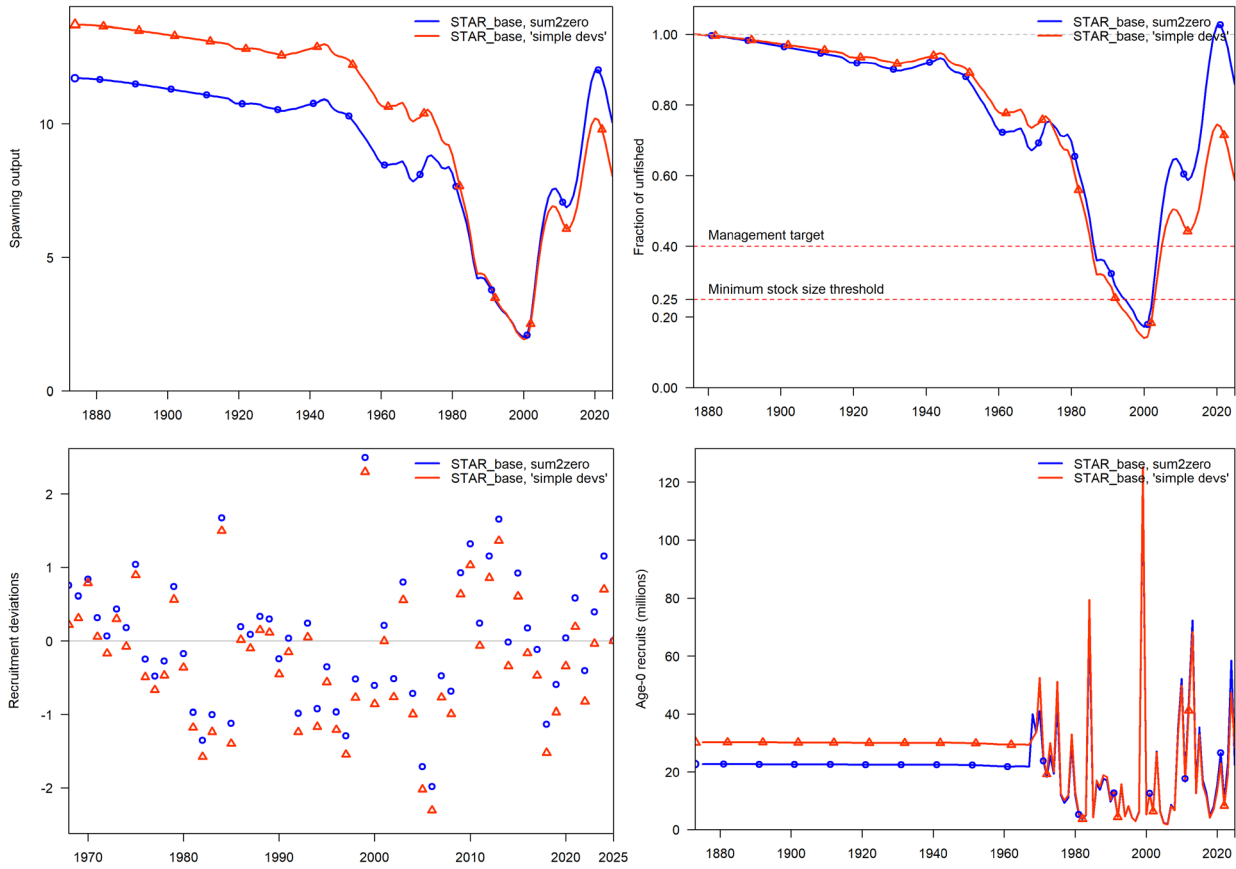 STAR_base, sum2zero
STAR_base, 'simple devs'
Spawning output
10
5
0
1880 1900 1920 1940 1960 1980 2000 2020
STAR_base, sum2zero
STAR_base, 'simple devs'
Fraction of unfished
1.00
0.80
0.60
0.40
0.25
0.20
0.00
Management target
Minimum stock size threshold
1880 1900 1920 1940 1960 1980 2000 2020
STAR_base, sum2zero
STAR_base, 'simple devs'
Recruitment deviations
2
1
0
-1
-2
1970 1980 1990 2000 2010 2020 2025
STAR_base, sum2zero
STAR_base, 'simple devs'
Age-0 recruits (millions)
120
100
80
60
40
20
0
1880 1900 1920 1940 1960 1980 2000 2020